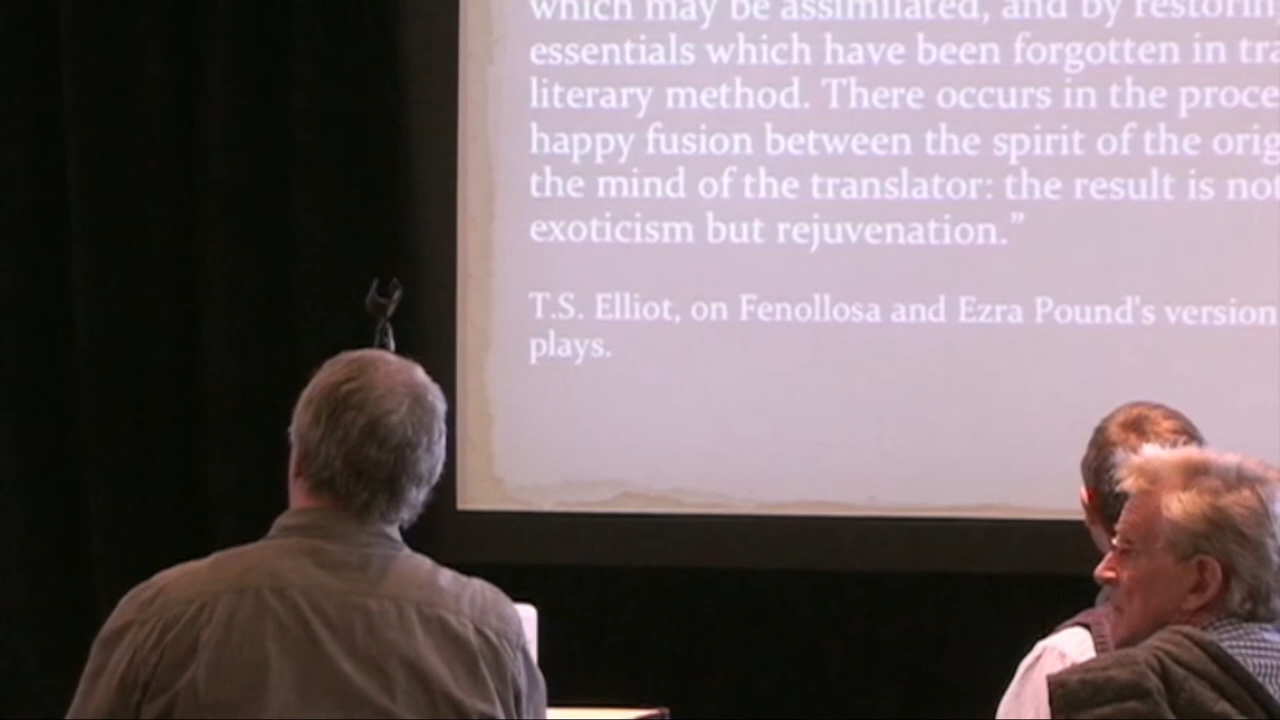 which may be assimilated, and by restorin
essentials which have been forgotten in tra
literary method. There occurs in the proce
happy fusion between the spirit of the orig
the mind of the translator: the result is not
exoticism but rejuvenation.”
T.S. Elliot, on Fenollosa and Ezra Pound's version
plays.